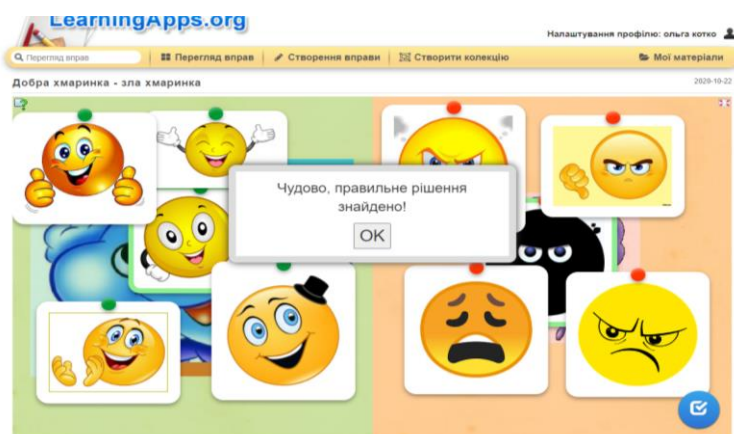 LearningApps.org
Налаштування профілю: ольга котко
Перегляд вправ
Перегляд вправ
Створення вправи
Створити колекцію
Мої матеріали
Добра хмаринка - зла хмаринка
2020-10-22
Чудово, правильне рішення
знайдено!
OK